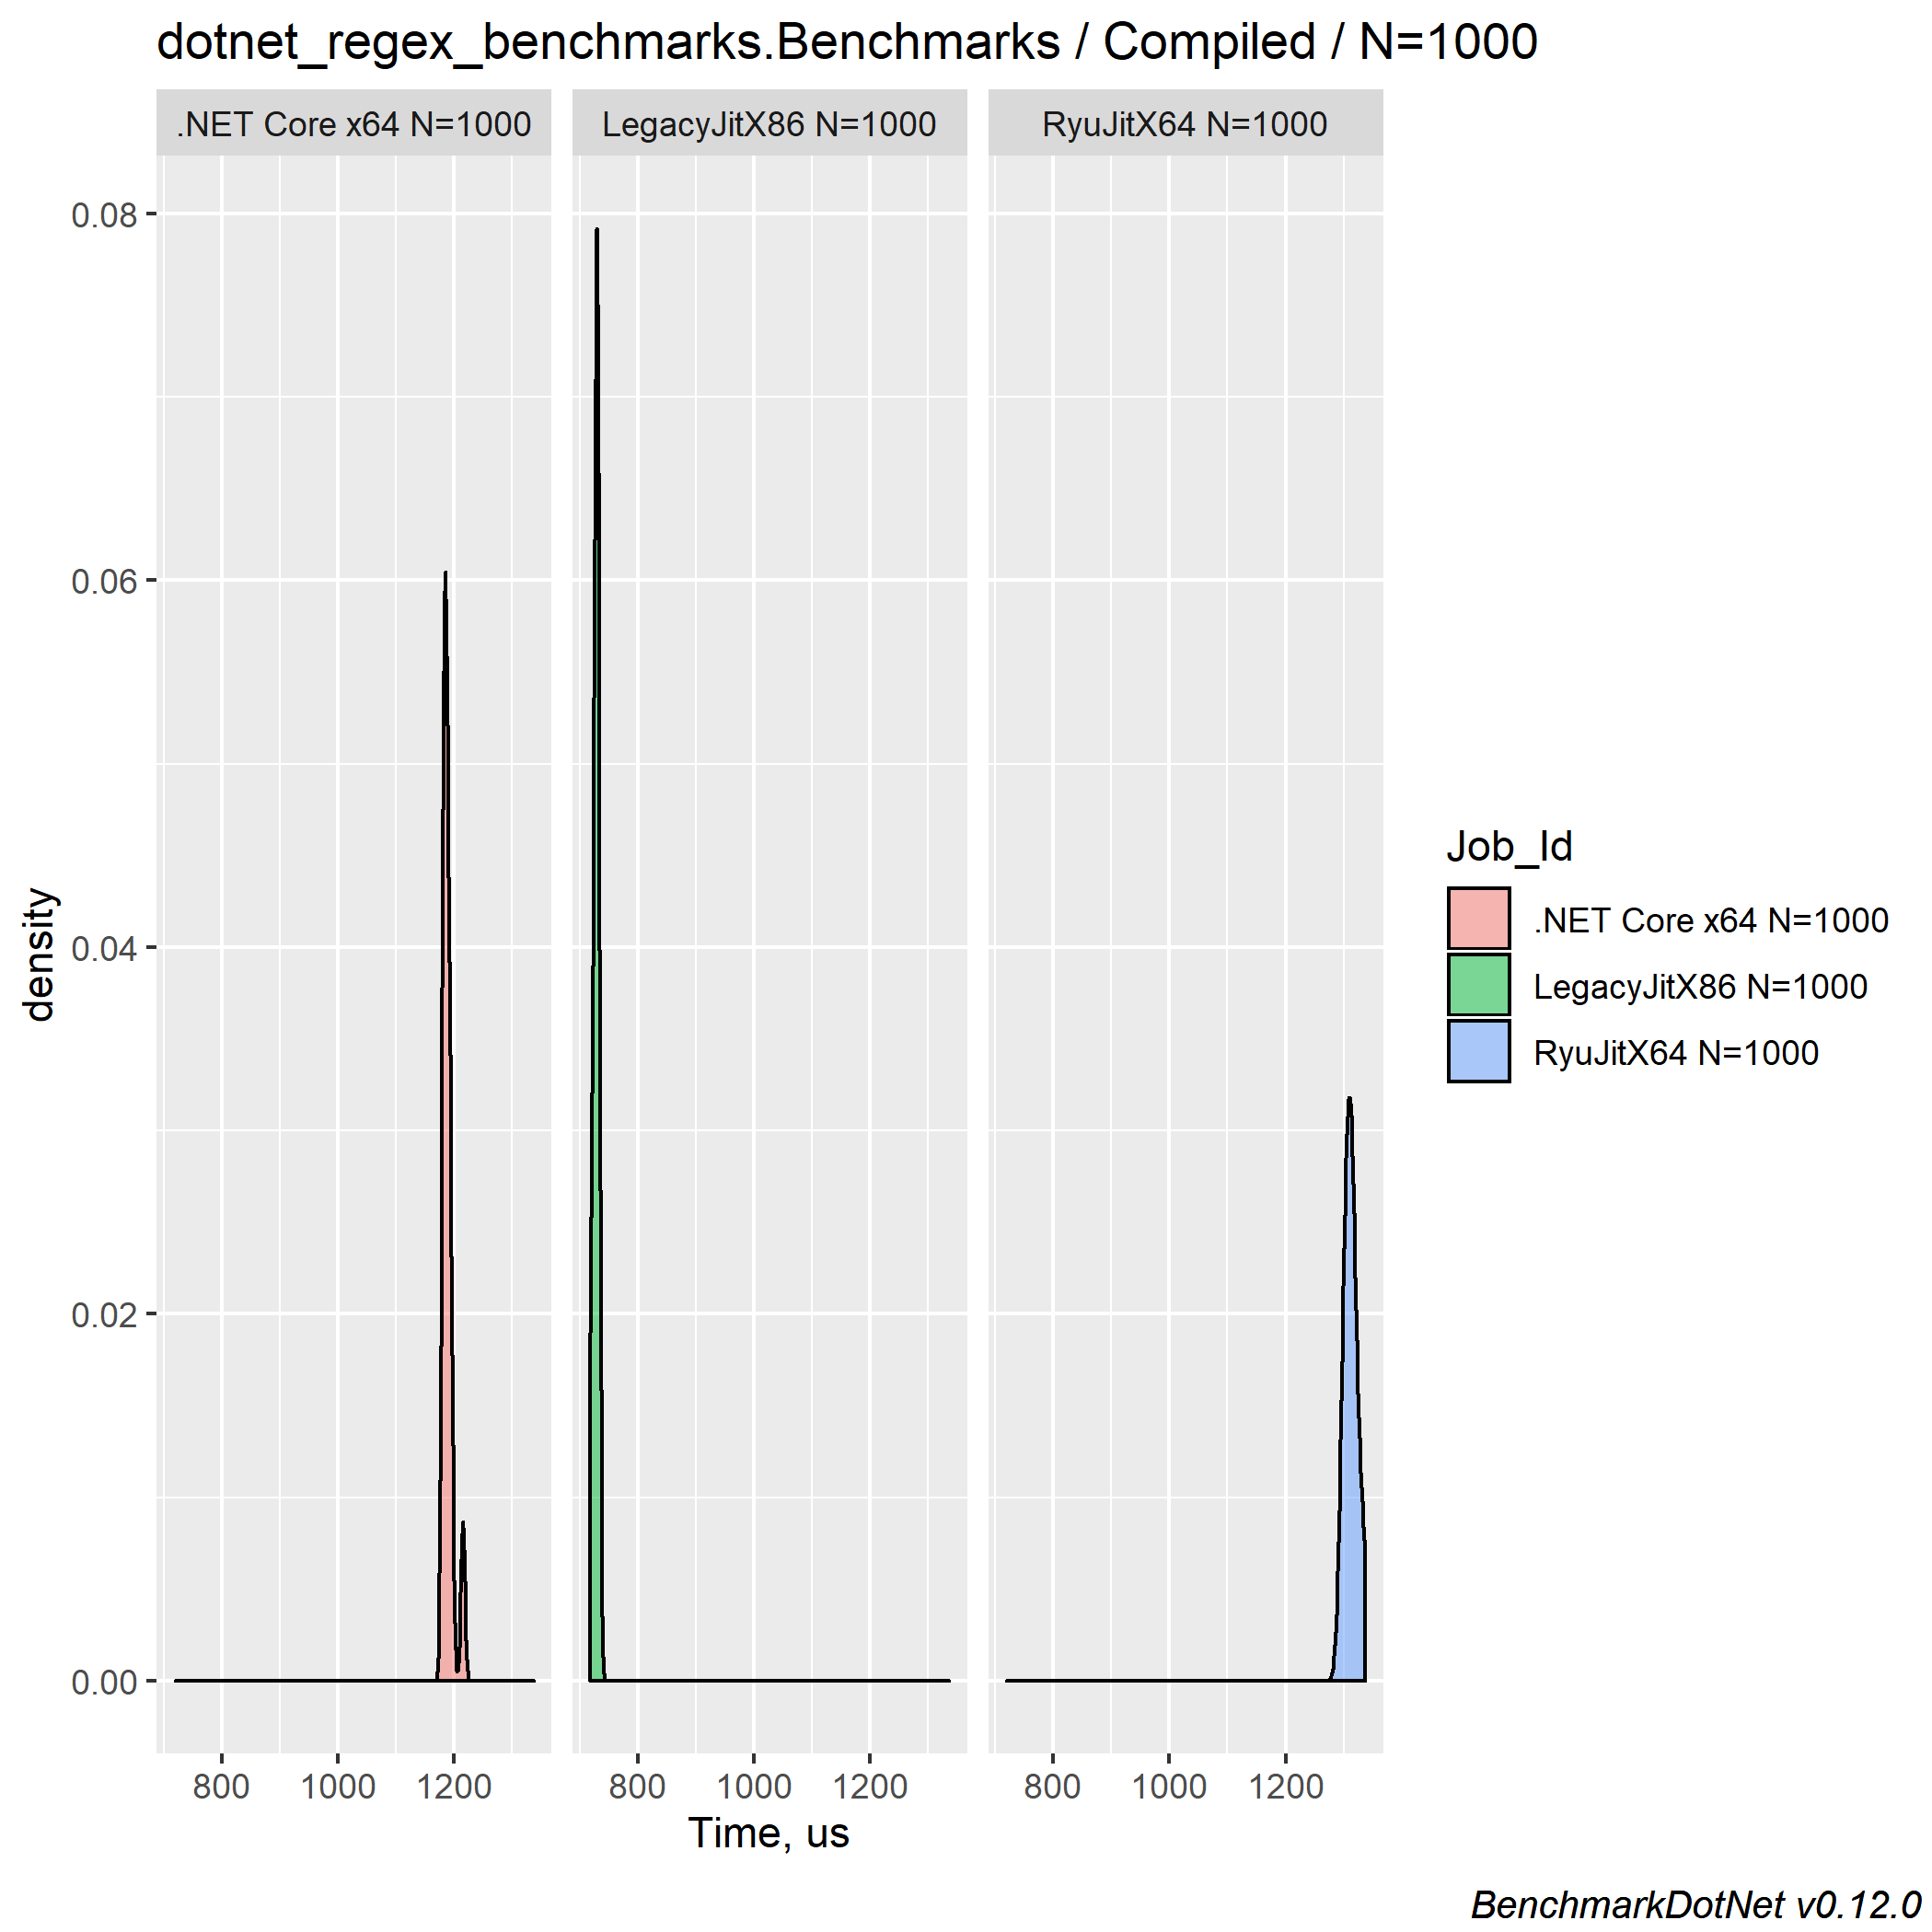 dotnet_regex_benchmarks.Benchmarks / Compiled / N=1000
.NET Core x64 N=1000
LegacyJitX86 N=1000
RyuJitX64 N=1000
0.08
0.06
0.04
0.02
0.00
density
800 1000 1200
800 1000 1200
800 1000 1200
Time, us
Job_Id
.NET Core x64 N=1000
LegacyJitX86 N=1000
RyuJitX64 N=1000
BenchmarkDotNet v0.12.0